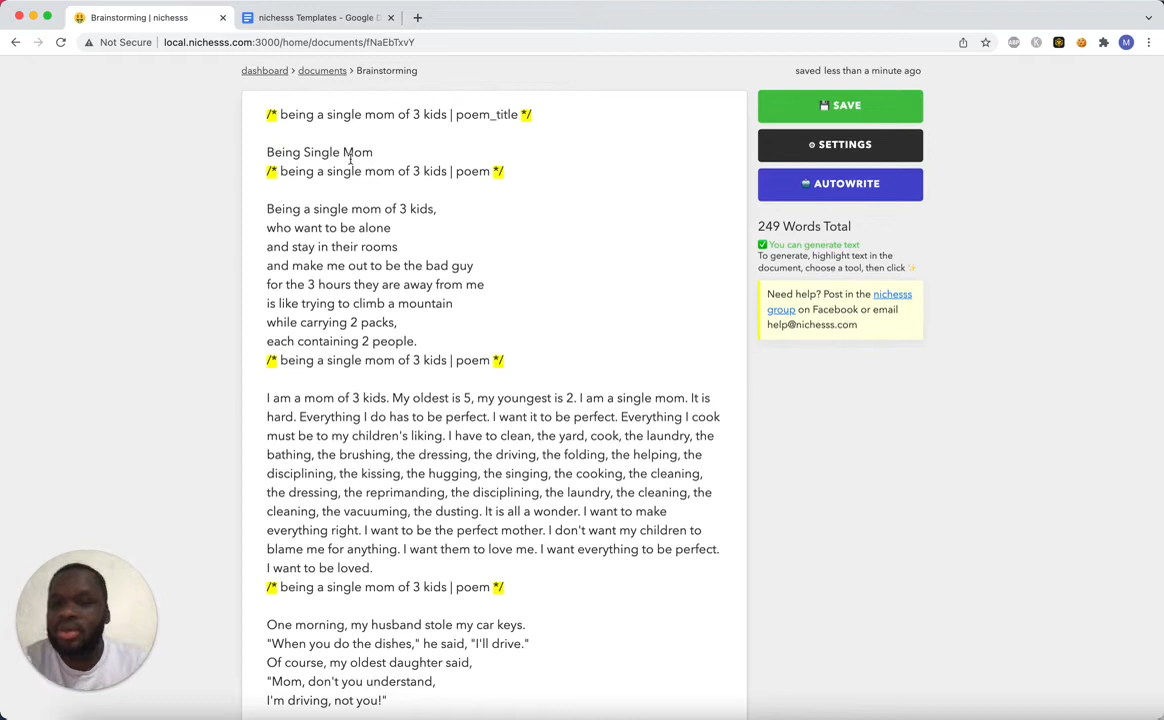 Brainstorming | nichesss
nichesss Templates - Google D
Not Secure | local.nichesss.com:3000/home/documents/fNaEbTxvY
M
dashboard > documents > Brainstorming
saved less than a minute ago
/* being a single mom of 3 kids | poem_title */
Being Single Mom
/* being a single mom of 3 kids | poem */
Being a single mom of 3 kids,
who want to be alone
and stay in their rooms
and make me out to be the bad guy
for the 3 hours they are away from me
is like trying to climb a mountain
while carrying 2 packs,
each containing 2 people.
/* being a single mom of 3 kids | poem */
I am a mom of 3 kids. My oldest is 5, my youngest is 2. I am a single mom. It is
hard. Everything I do has to be perfect. I want it to be perfect. Everything I cook
must be to my children's liking. I have to clean, the yard, cook, the laundry, the
bathing, the brushing, the dressing, the driving, the folding, the helping, the
disciplining, the kissing, the hugging, the singing, the cooking, the cleaning,
the dressing, the reprimanding, the disciplining, the laundry, the cleaning, the
cleaning, the vacuuming, the dusting. It is all a wonder. I want to make
everything right. I want to be the perfect mother. I don't want my children to
blame me for anything. I want them to love me. I want everything to be perfect.
I want to be loved.
/* being a single mom of 3 kids | poem */
One morning, my husband stole my car keys.
"When you do the dishes," he said, "I'll drive."
Of course, my oldest daughter said,
"Mom, don't you understand,
I'm driving, not you!"
SAVE
SETTINGS
AUTOWRITE
249 Words Total
You can generate text
To generate, highlight text in the
document, choose a tool, then click
Need help? Post in the nichesss
group on Facebook or email
help@nichesss.com